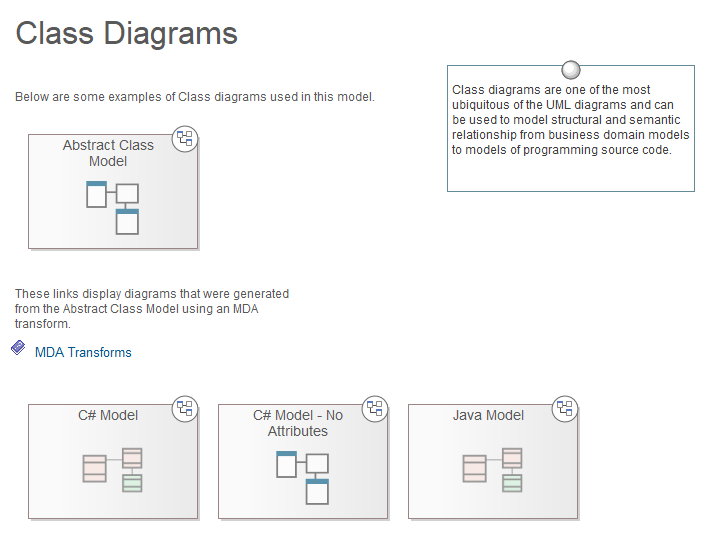 Class Diagrams
Below are some examples of Class diagrams used in this model.
Class diagrams are one of the most
ubiquitous of the UML diagrams and can
be used to model structural and semantic
relationship from business domain models
to models of programming source code.
Abstract Class
Model
These links display diagrams that were generated
from the Abstract Class Model using an MDA
transform.
MDA Transforms
C# Model
C# Model - No
Attributes
Java Model